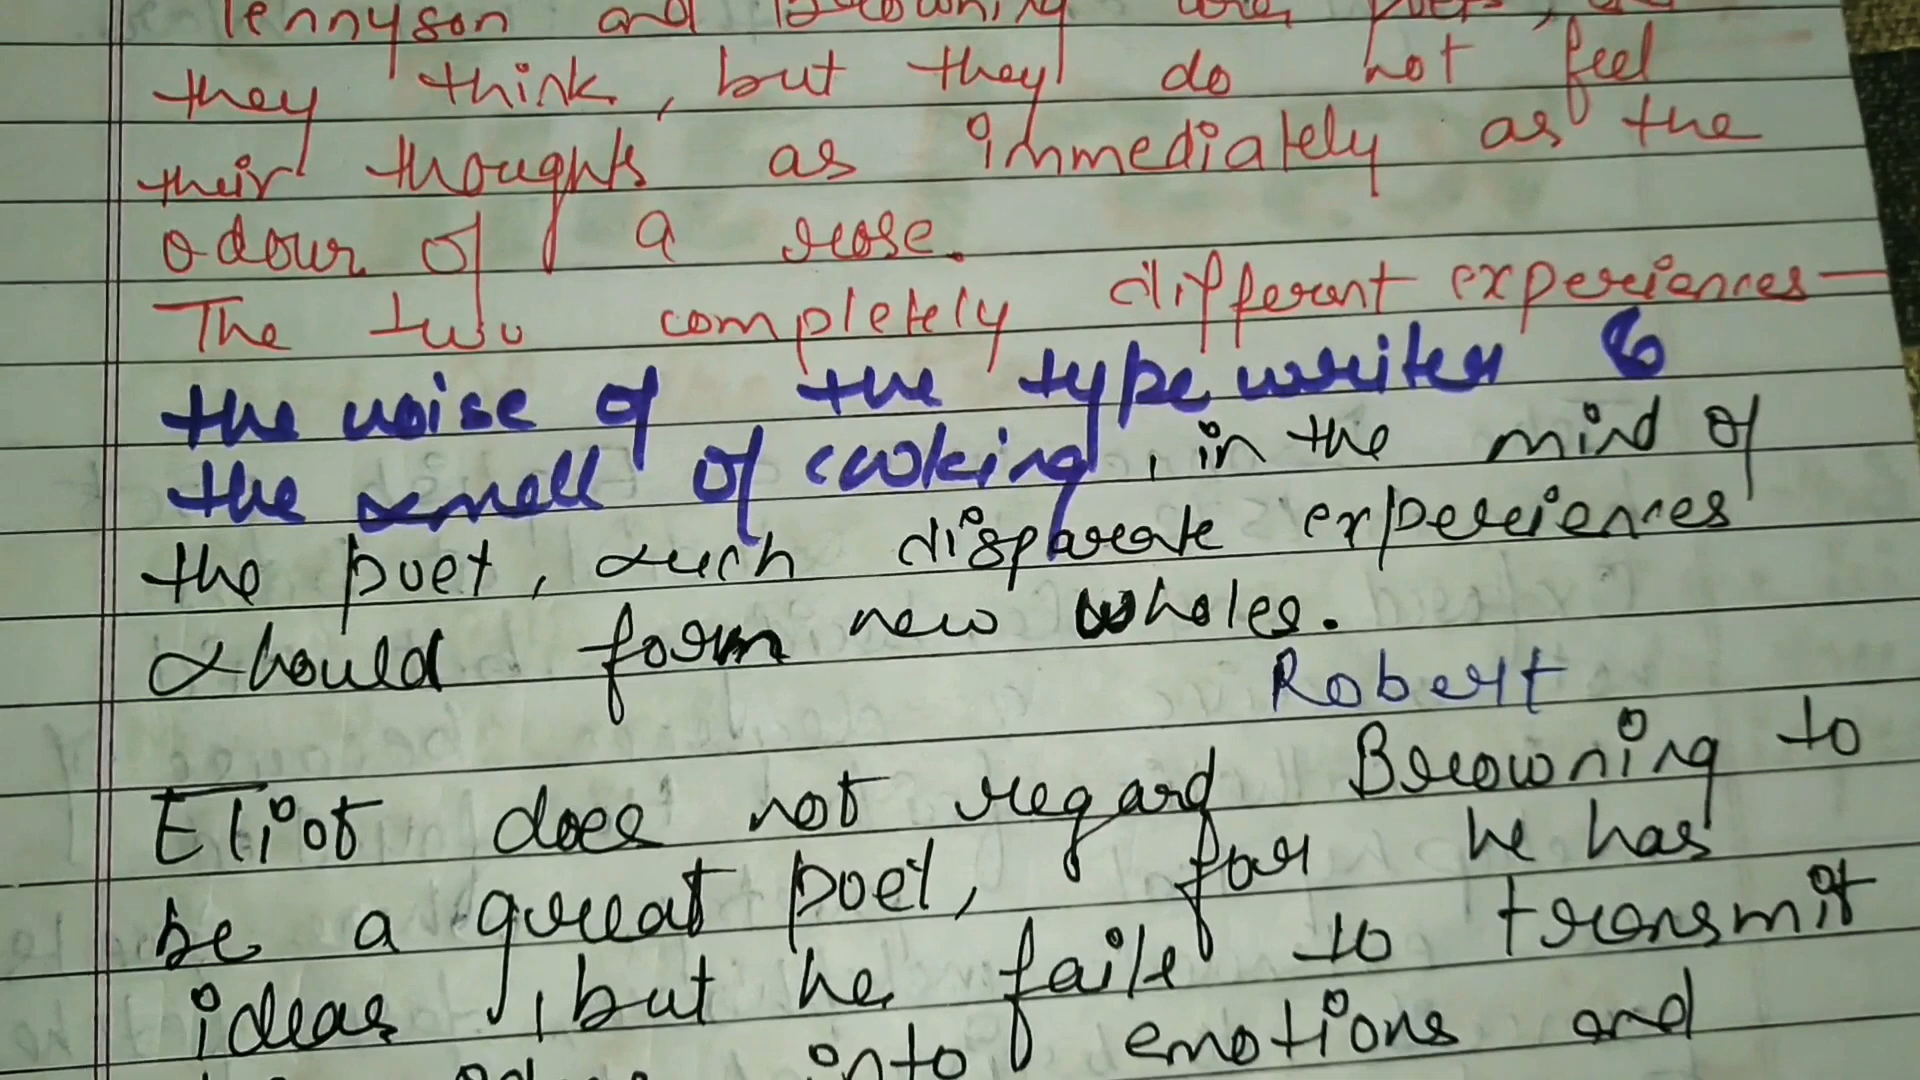 Tennyson and Browning are poets,
they think, but they do not feel
their thoughts as immediately as the
odour of a rose.
The two completely different experiences—
the noise of the typewriter &
the smell of cooking, in the mind of
the poet, such disparate experiences
should form new wholes.
Robert
Eliot does not regard Browning to
be a great poet, for he has
ideas, but he fails to transmit
into emotions and